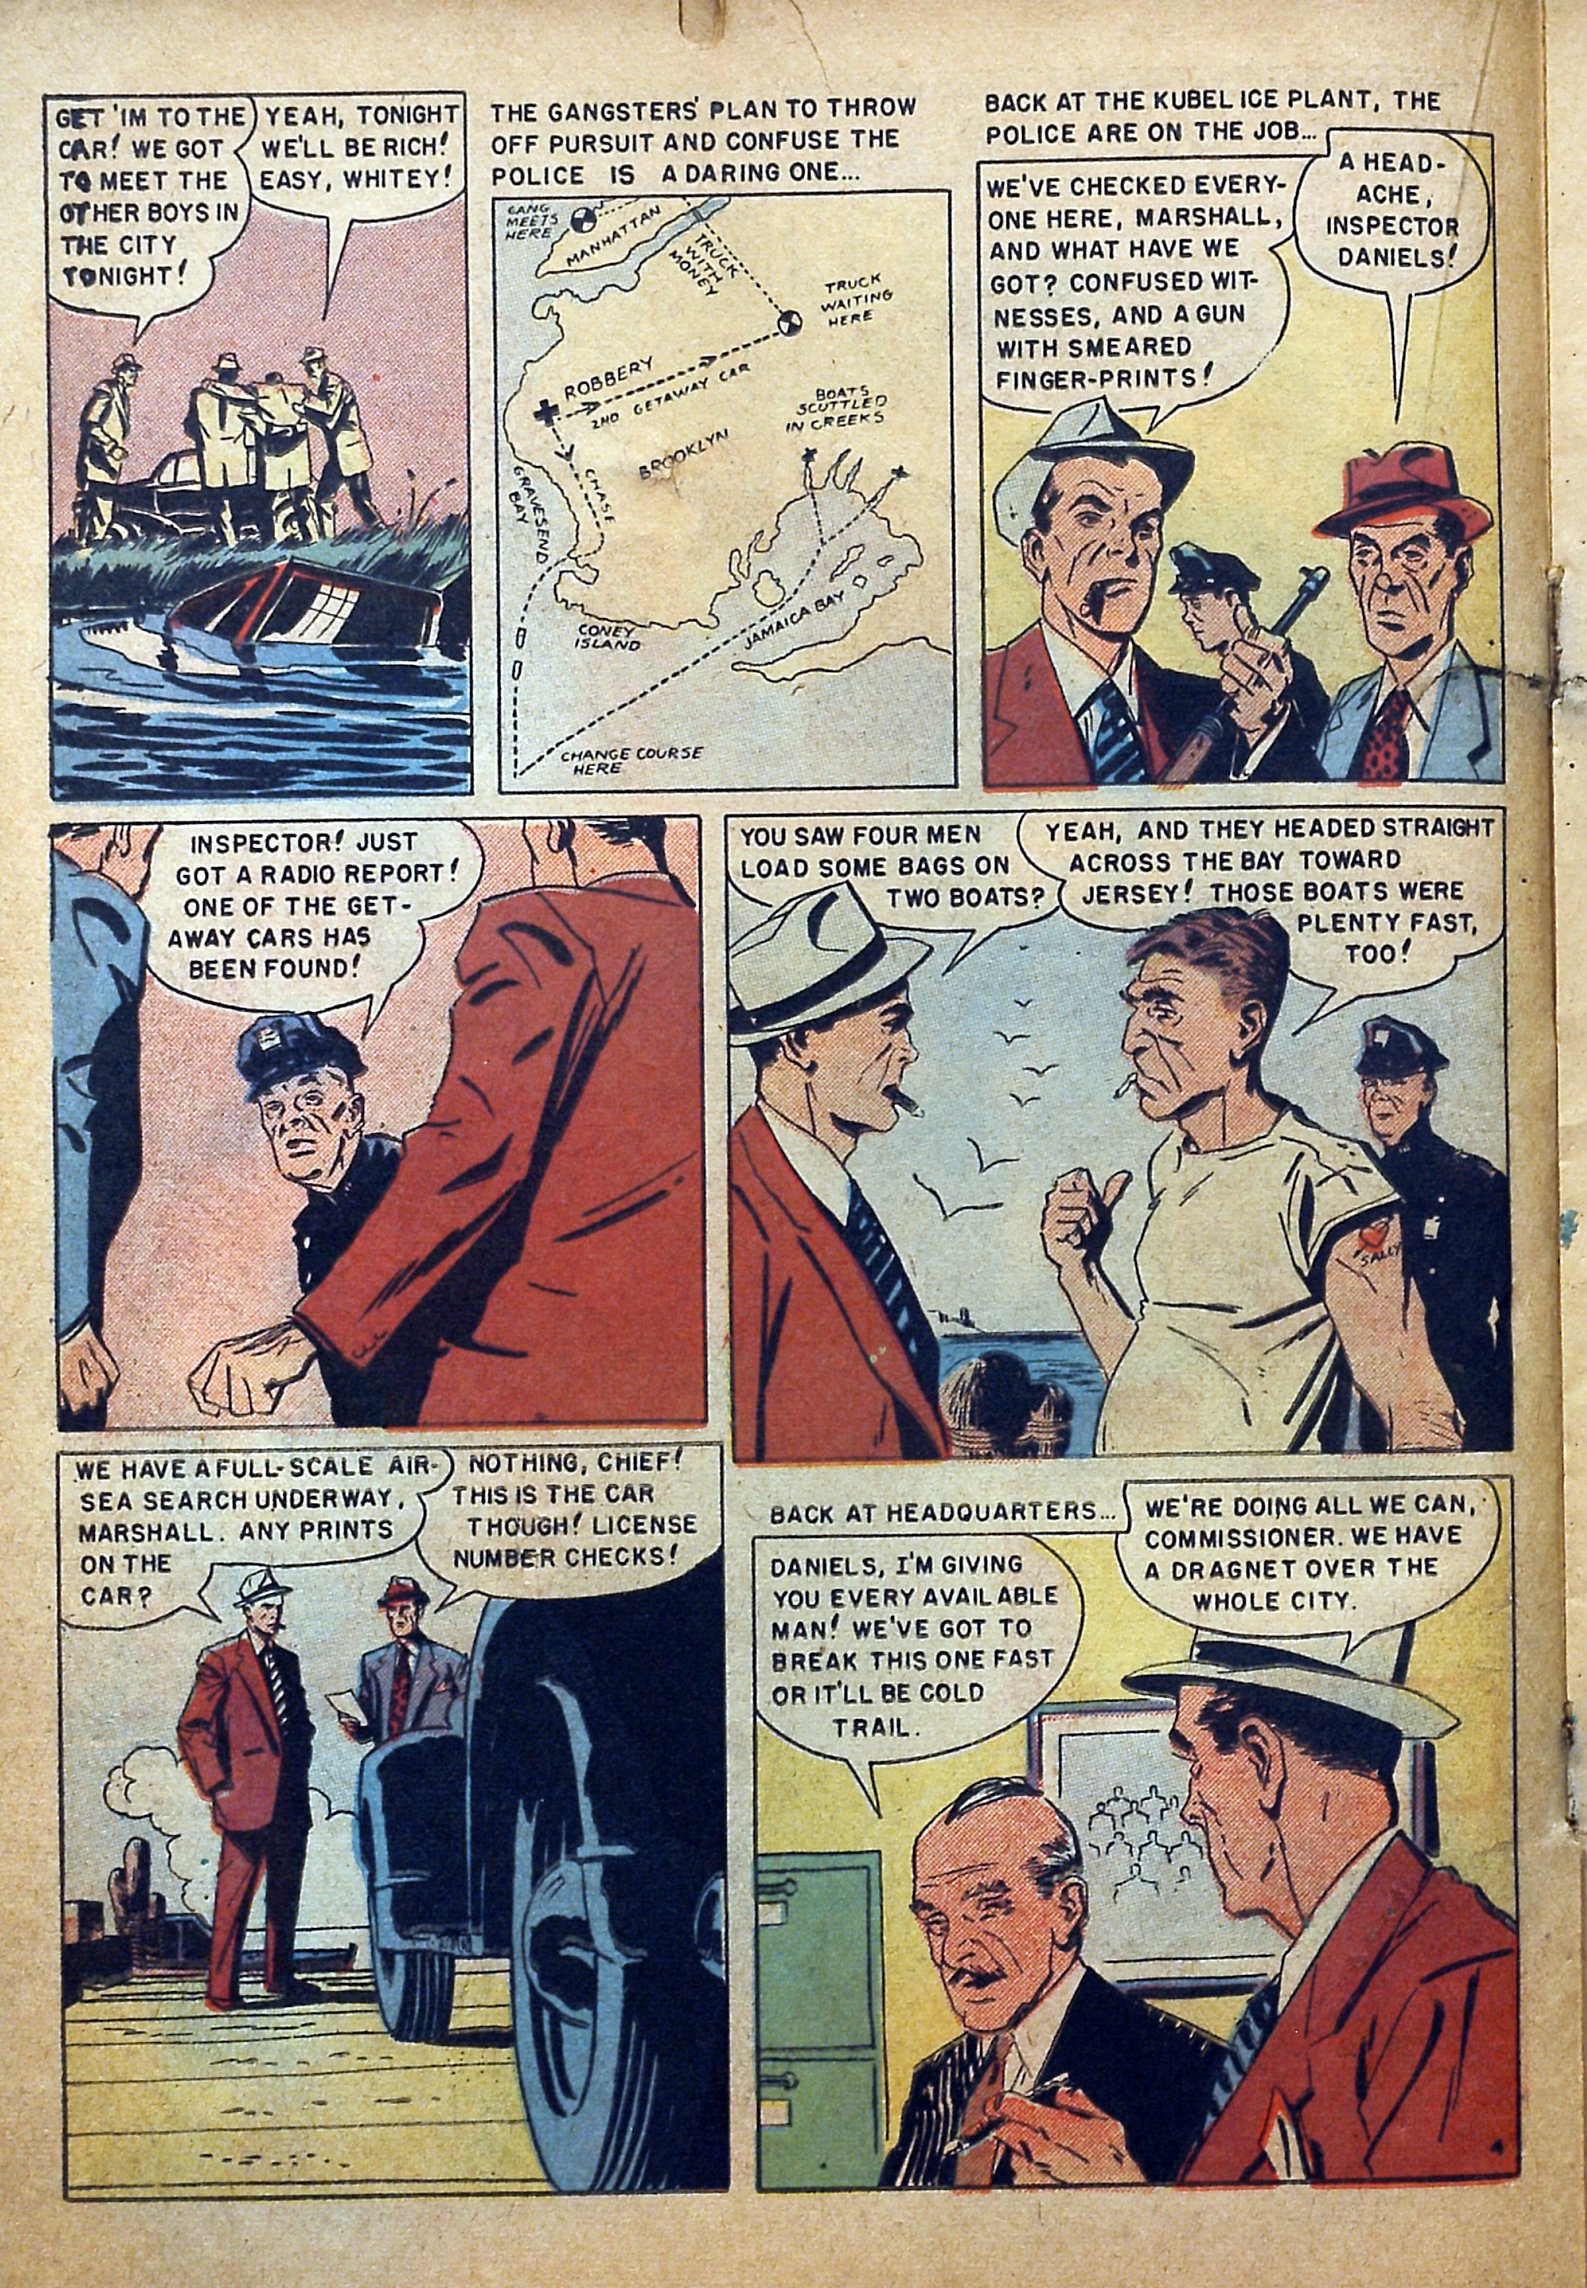 GET 'IM TO THE
CAR! WE GOT
TO MEET THE
OTHER BOYS IN
THE CITY
TONIGHT!
YEAH, TONIGHT
WE'LL BE RICH!
EASY, WHITEY!
THE GANGSTERS' PLAN TO THROW
OFF PURSUIT AND CONFUSE THE
POLICE IS A DARING ONE...
GANG
MEETS
HERE
MANHATTAN
TRUCK
WITH
MONEY
TRUCK
WAITING
HERE
ROBBERY
2ND GETAWAY CAR
BOATS
SCUTTLED
IN CREEKS
BROOKLYN
CHASE
GRAVESEND
BAY
CONEY
ISLAND
JAMAICA BAY
CHANGE COURSE
HERE
BACK AT THE KUBEL ICE PLANT, THE
POLICE ARE ON THE JOB...
WE'VE CHECKED EVERY-
ONE HERE, MARSHALL,
AND WHAT HAVE WE
GOT? CONFUSED WIT-
NESSES, AND A GUN
WITH SMEARED
FINGER-PRINTS!
A HEAD-
ACHE,
INSPECTOR
DANIELS!
INSPECTOR! JUST
GOT A RADIO REPORT!
ONE OF THE GET-
AWAY CARS HAS
BEEN FOUND!
YOU SAW FOUR MEN
LOAD SOME BAGS ON
TWO BOATS?
YEAH, AND THEY HEADED STRAIGHT
ACROSS THE BAY TOWARD
JERSEY! THOSE BOATS WERE
PLENTY FAST,
TOO!
SALLY
WE HAVE A FULL-SCALE AIR-
SEA SEARCH UNDERWAY,
MARSHALL. ANY PRINTS
ON THE
CAR?
NOTHING, CHIEF!
THIS IS THE CAR
THOUGH! LICENSE
NUMBER CHECKS!
BACK AT HEADQUARTERS...
DANIELS, I'M GIVING
YOU EVERY AVAILABLE
MAN! WE'VE GOT TO
BREAK THIS ONE FAST
OR IT'LL BE COLD
TRAIL.
WE'RE DOING ALL WE CAN,
COMMISSIONER. WE HAVE
A DRAGNET OVER THE
WHOLE CITY.
4